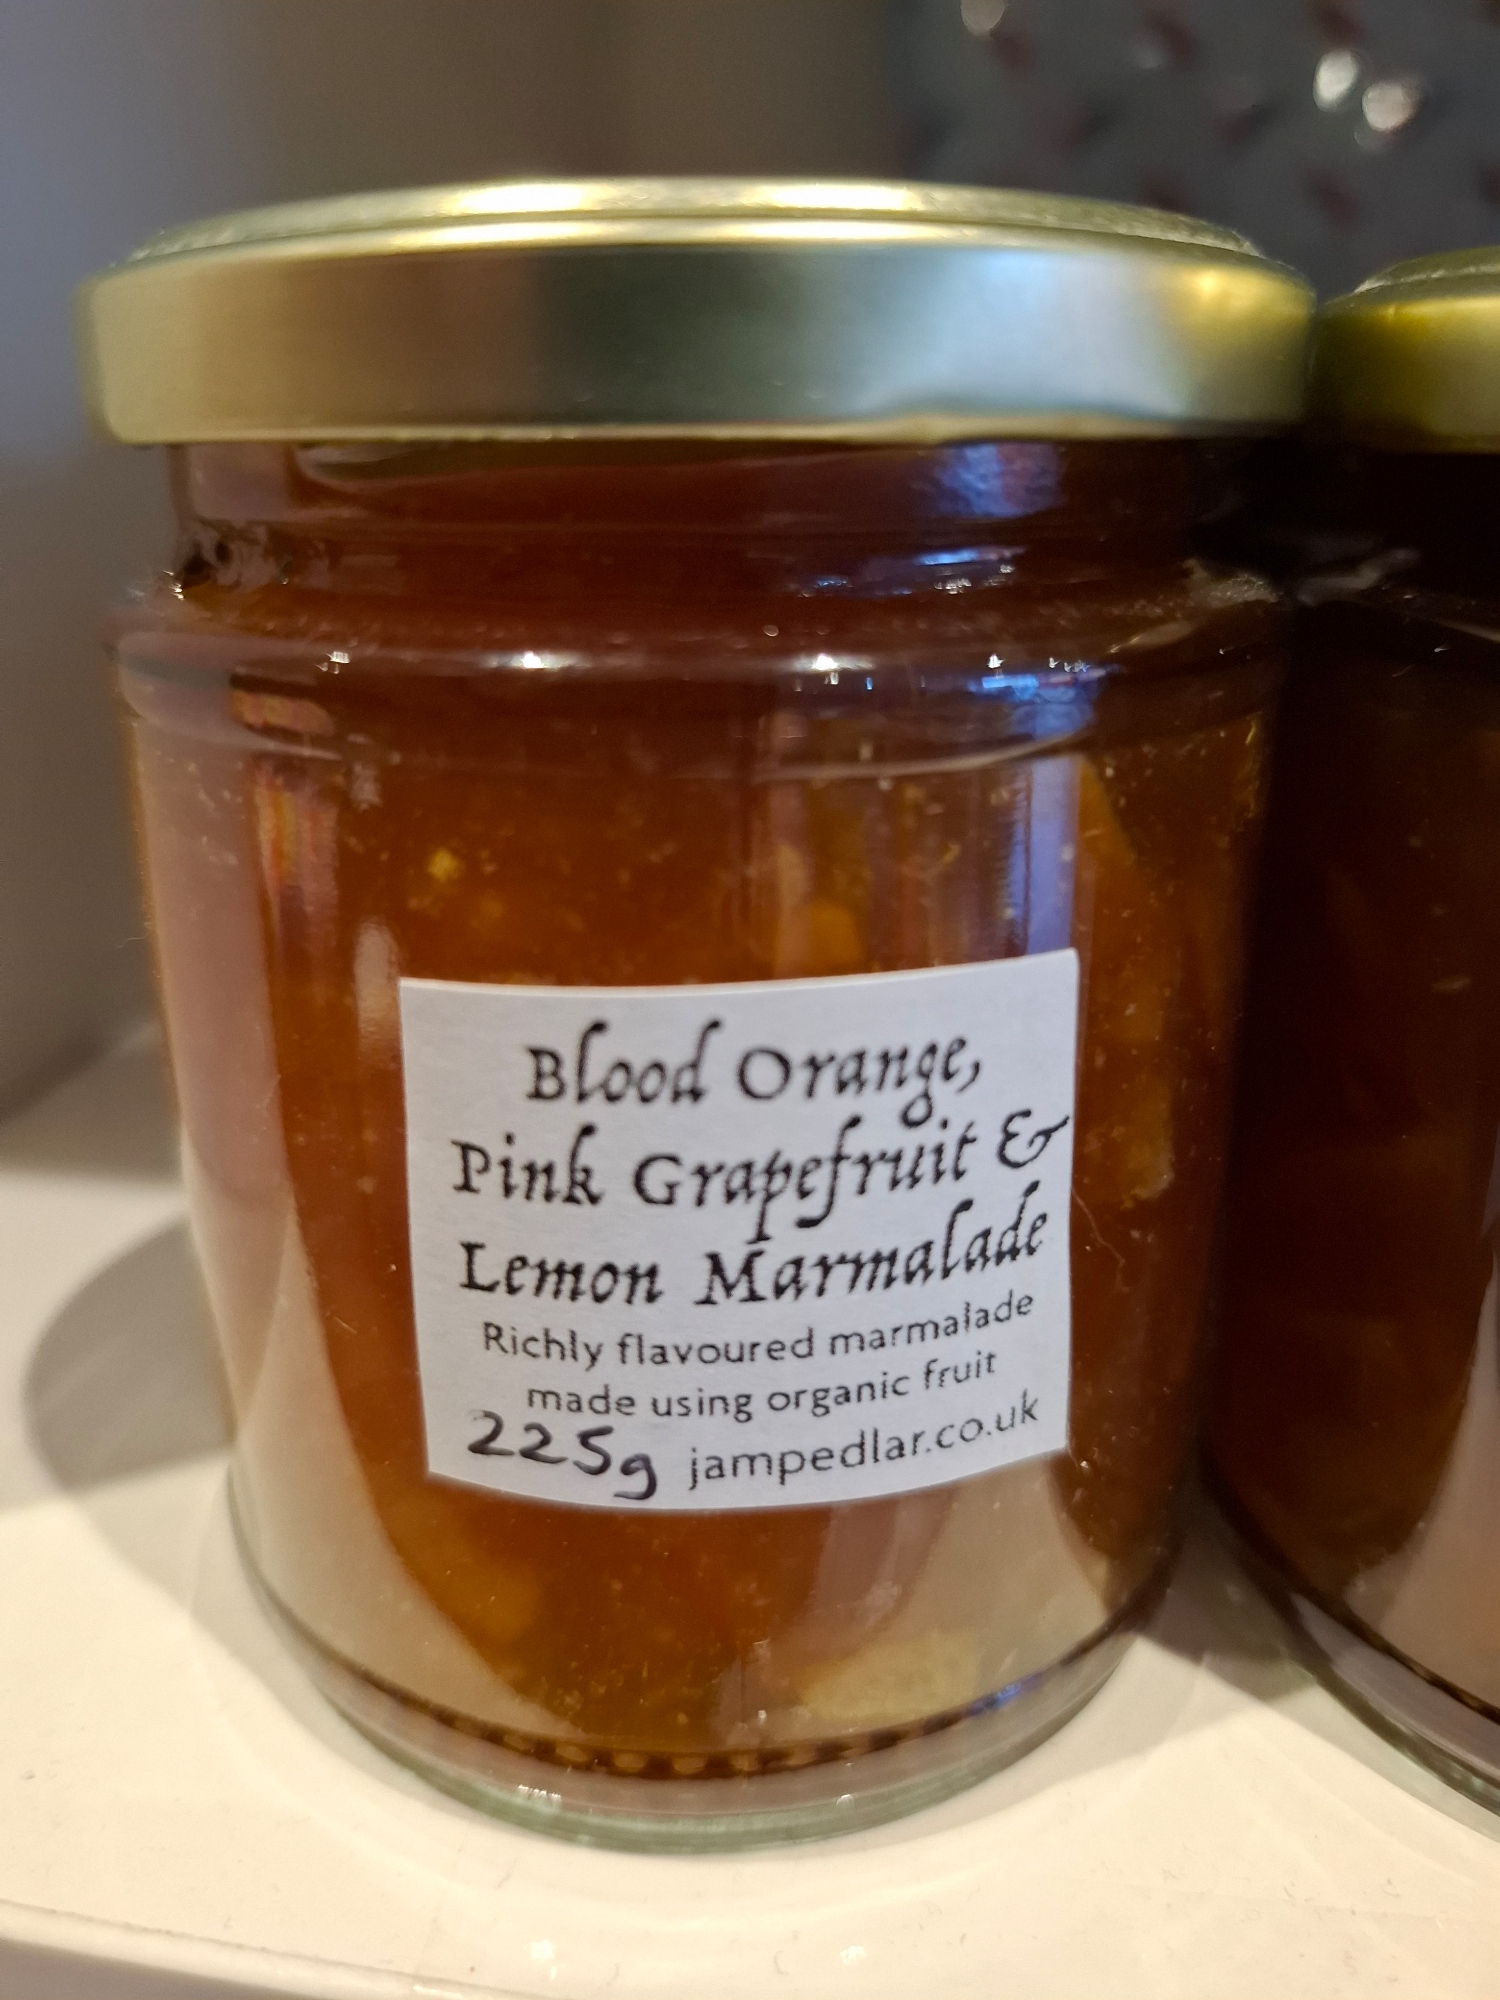 Blood Orange,
Pink Grapefruit &
Lemon Marmalade
Richly flavoured marmalade
made using organic fruit
225g jampedlar.co.uk